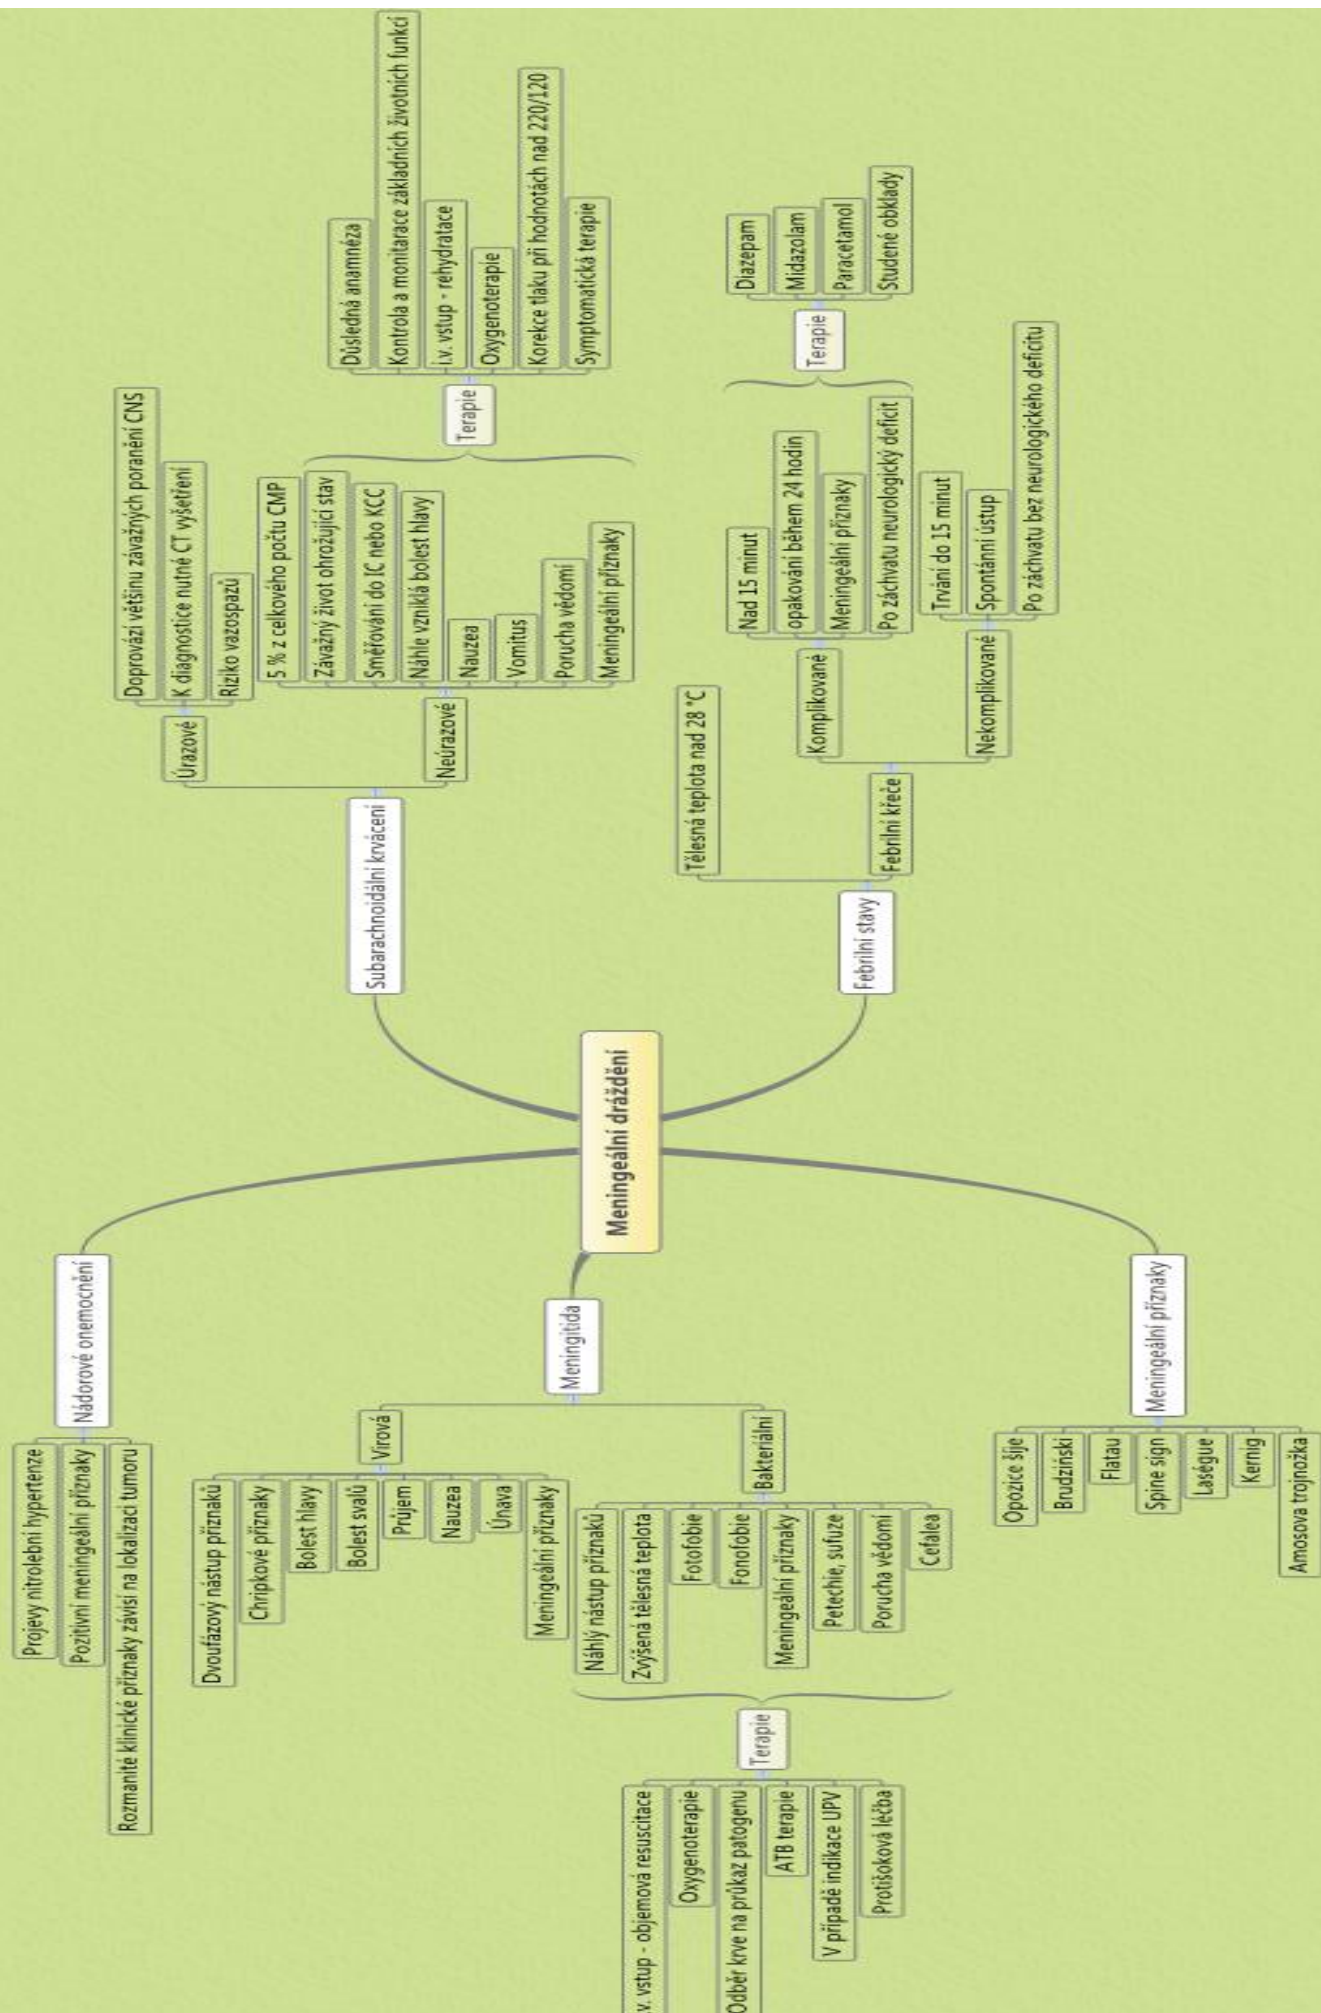 Meningeální dráždění
Subarachnoidální krvácení
Úrazové
Doprovází většinu závažných poranění CNS
K diagnostice nutné CT vyšetření
Riziko vazospazů
Neúrazové
5 % z celkového počtu CMP
Závažný život ohrožující stav
Směřování do IC nebo KCC
Náhle vzniklá bolest hlavy
Nauzea
Vomitus
Porucha vědomí
Meningeální příznaky
Terapie
Důsledná anamnéza
Kontrola a monitarace základních životních funkcí
i.v. vstup - rehydratace
Oxygenoterapie
Korekce tlaku při hodnotách nad 220/120
Symptomatická terapie
Febrilní stavy
Tělesná teplota nad 28 °C
Febrilní křeče
Komplikované
Nad 15 minut
opakování během 24 hodin
Meningeální příznaky
Po záchvatu neurologický deficit
Terapie
Diazepam
Midazolam
Paracetamol
Studené obklady
Nekomplikované
Trvání do 15 minut
Spontánní ústup
Po záchvatu bez neurologického deficitu
Nádorové onemocnění
Projevy nitrolební hypertenze
Pozitivní meningeální příznaky
Rozmanité klinické příznaky závisí na lokalizaci tumoru
Meningitida
Virová
Dvoufázový nástup příznaků
Chripkové příznaky
Bolest hlavy
Bolest svalů
Průjem
Nauzea
Únava
Meningeální příznaky
Bakteriální
Náhlý nástup příznaků
Zvýšená tělesná teplota
Fotofobie
Fonofobie
Meningeální příznaky
Petechie, sufuze
Porucha vědomí
Cefalea
Terapie
.v. vstup - objemová resuscitace
Oxygenoterapie
Odběr krve na průkaz patogenu
ATB terapie
V případě indikace UPV
Protišoková léčba
Meningeální příznaky
Opozice šíje
Brudziński
Flatau
Spine sign
Laségue
Kernig
Amosova trojnožka